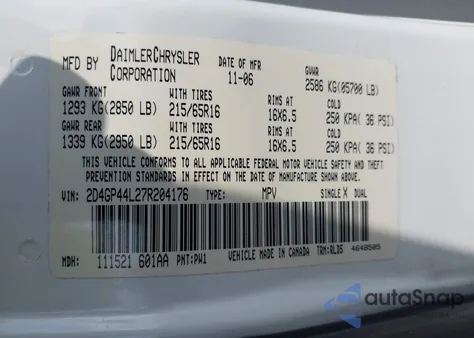 MFD BY DAIMLERCHRYSLER CORPORATION DATE OF MFR 11-06 GVWR 2586 KG(05700 LB)
GAWR FRONT WITH TIRES RIMS AT COLD
1293 KG(2850 LB) 215/65R16 16X6.5 250 KPA( 36 PSI)
GAWR REAR WITH TIRES RIMS AT COLD
1339 KG(2950 LB) 215/65R16 16X6.5 250 KPA( 36 PSI)
THIS VEHICLE CONFORMS TO ALL APPLICABLE FEDERAL MOTOR VEHICLE SAFETY AND THEFT
PREVENTION STANDARDS IN EFFECT ON THE DATE OF MANUFACTURE SHOWN ABOVE.
VIN: 2D4GP44L27R204176 TYPE: MPV SINGLE X DUAL
MDH: 111521 601AA PNT:PW1 VEHICLE MADE IN CANADA TRM:RLD5 4648505
autoSnap